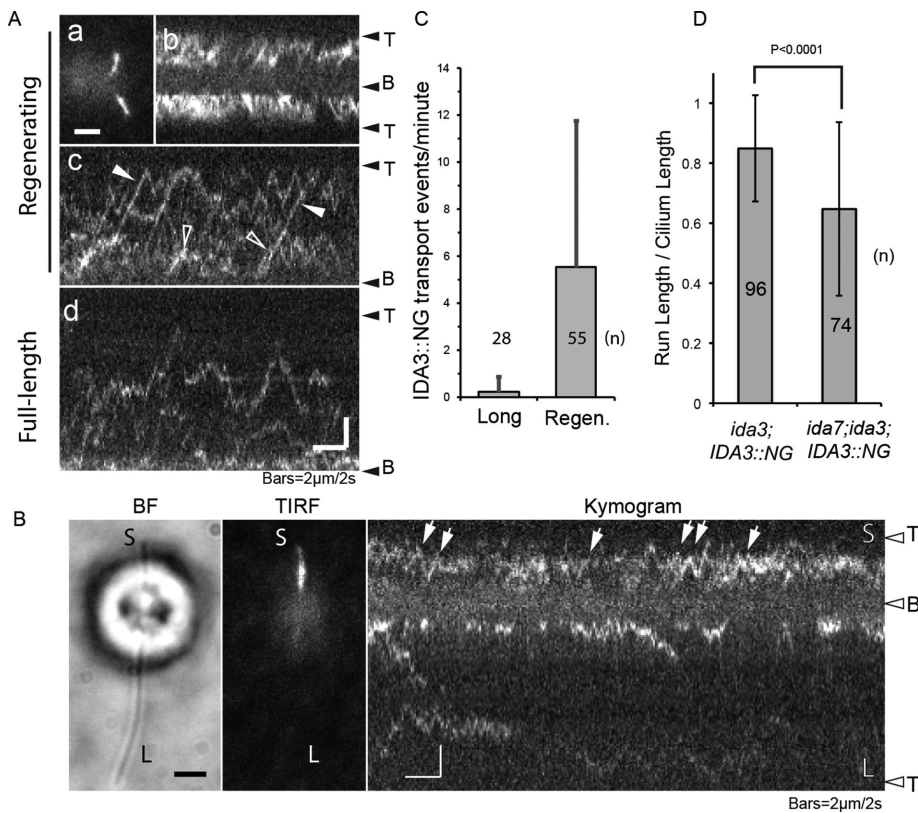 A
Regenerating
a
b
T
B
T
c
T
B
Full-length
d
T
B
Bars=2µm/2s
C
IDA3::NG transport events/minute
14
12
10
8
6
4
2
0
28
55
(n)
Long
Regen.
D
P<0.0001
Run Length / Cilium Length
1
0.8
0.6
0.4
0.2
0
96
74
(n)
ida3;
IDA3::NG
ida7;ida3;
IDA3::NG
B
BF
TIRF
Kymogram
S
L
S
L
S
L
T
B
T
Bars=2µm/2s